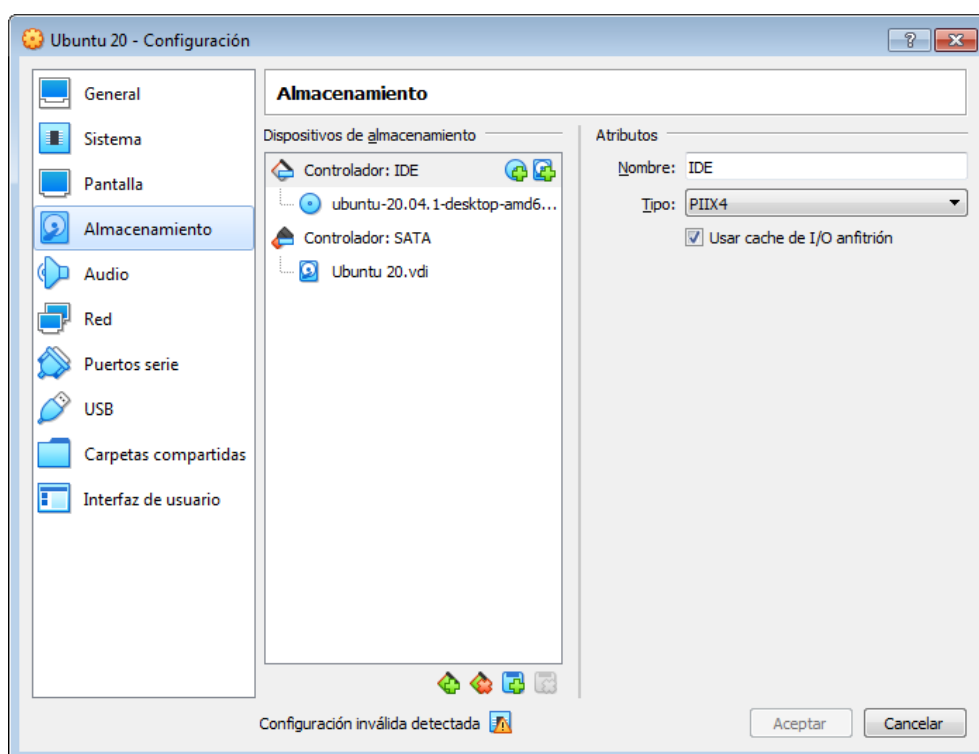 Ubuntu 20 - Configuración
General
Sistema
Pantalla
Almacenamiento
Audio
Red
Puertos serie
USB
Carpetas compartidas
Interfaz de usuario
Almacenamiento
Dispositivos de almacenamiento
Controlador: IDE
ubuntu-20.04.1-desktop-amd6...
Controlador: SATA
Ubuntu 20.vdi
Atributos
Nombre: IDE
Tipo: PIIX4
Usar cache de I/O anfitrión
Configuración inválida detectada
Aceptar
Cancelar